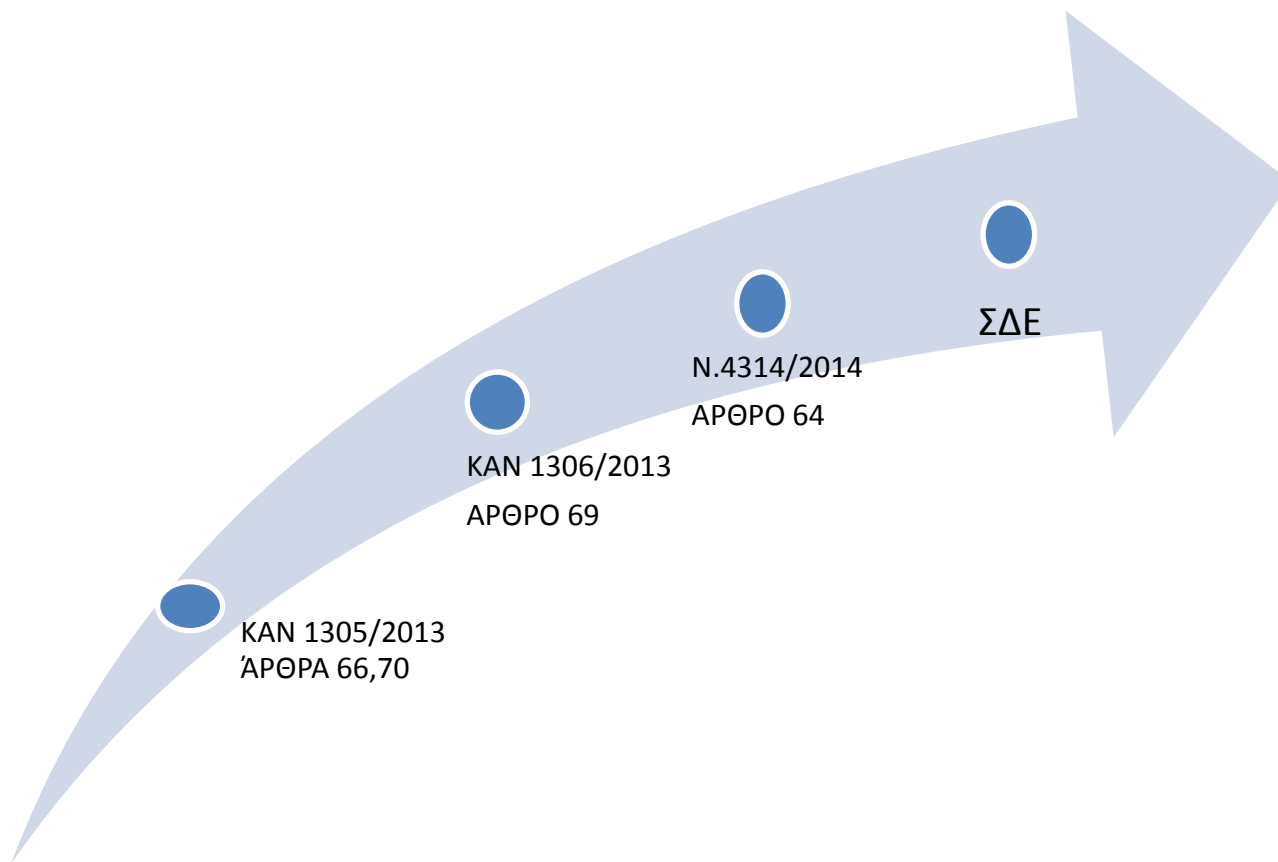 ΚΑΝ 1305/2013
ΆΡΘΡΑ 66,70
ΚΑΝ 1306/2013
ΑΡΘΡΟ 69
Ν.4314/2014
ΑΡΘΡΟ 64
ΣΔΕ